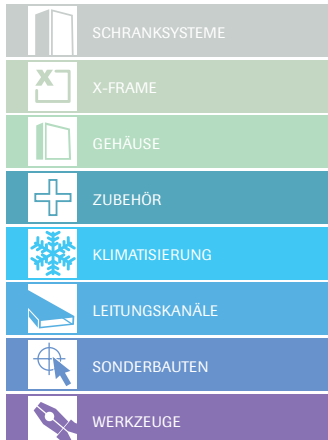 SCHRANKSYSTEME
X-FRAME
GEHÄUSE
ZUBEHÖR
KLIMATISIERUNG
LEITUNGSKANÄLE
SONDERBAUTEN
WERKZEUGE